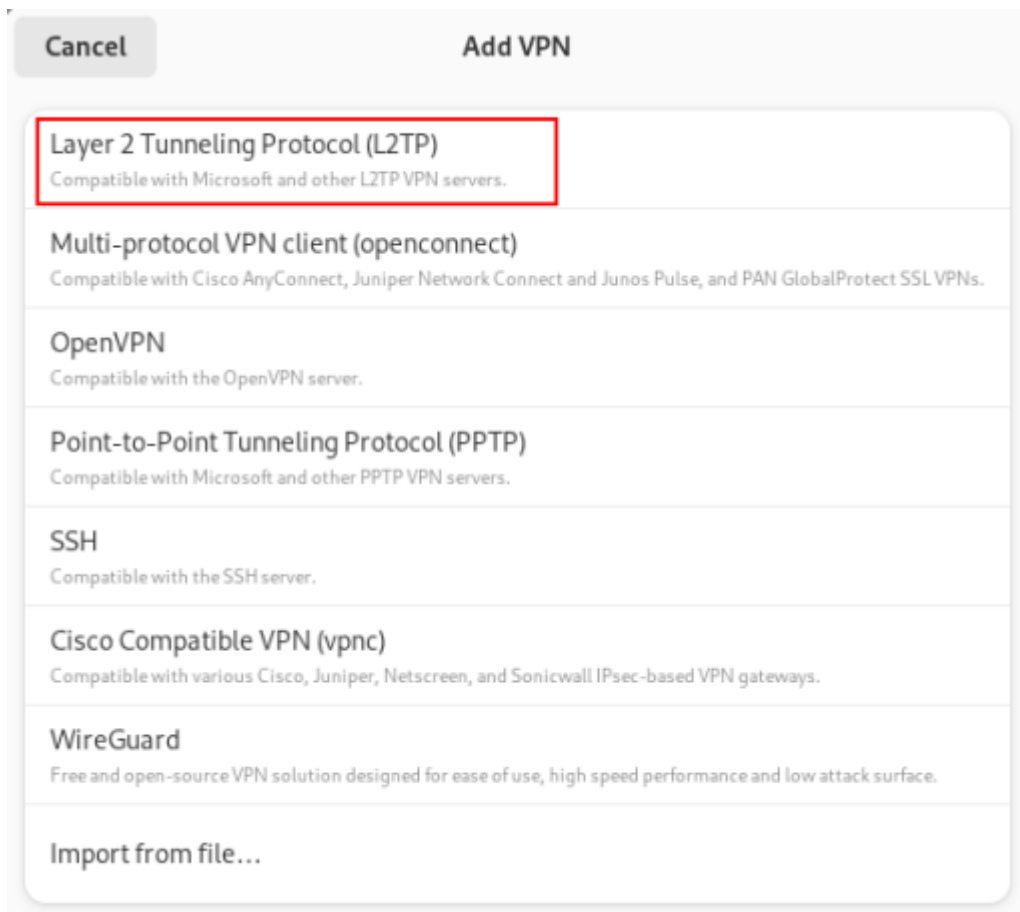 Cancel
Add VPN
Layer 2 Tunneling Protocol (L2TP)
Compatible with Microsoft and other L2TP VPN servers.
Multi-protocol VPN client (openconnect)
Compatible with Cisco AnyConnect, Juniper Network Connect and Junos Pulse, and PAN GlobalProtect SSL VPNs.
OpenVPN
Compatible with the OpenVPN server.
Point-to-Point Tunneling Protocol (PPTP)
Compatible with Microsoft and other PPTP VPN servers.
SSH
Compatible with the SSH server.
Cisco Compatible VPN (vpnc)
Compatible with various Cisco, Juniper, Netscreen, and Sonicwall IPsec-based VPN gateways.
WireGuard
Free and open-source VPN solution designed for ease of use, high speed performance and low attack surface.
Import from file…